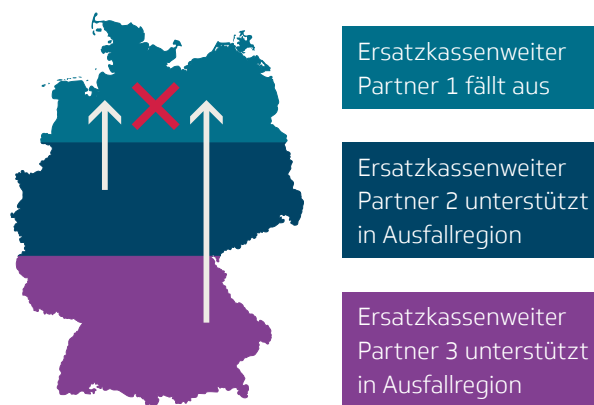 Ersatzkassenweiter
Partner 1 fällt aus
Ersatzkassenweiter
Partner 2 unterstützt
in Ausfallregion
Ersatzkassenweiter
Partner 3 unterstützt
in Ausfallregion